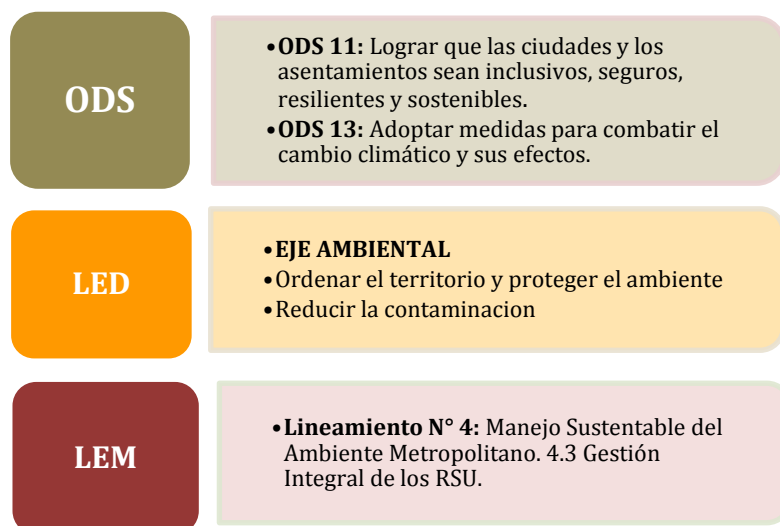 ODS
•ODS 11: Lograr que las ciudades y los
asentamientos sean inclusivos, seguros,
resilientes y sostenibles.
•ODS 13: Adoptar medidas para combatir el
cambio climático y sus efectos.
LED
•EJE AMBIENTAL
•Ordenar el territorio y proteger el ambiente
•Reducir la contaminacion
LEM
•Lineamiento N° 4: Manejo Sustentable del
Ambiente Metropolitano. 4.3 Gestión
Integral de los RSU.